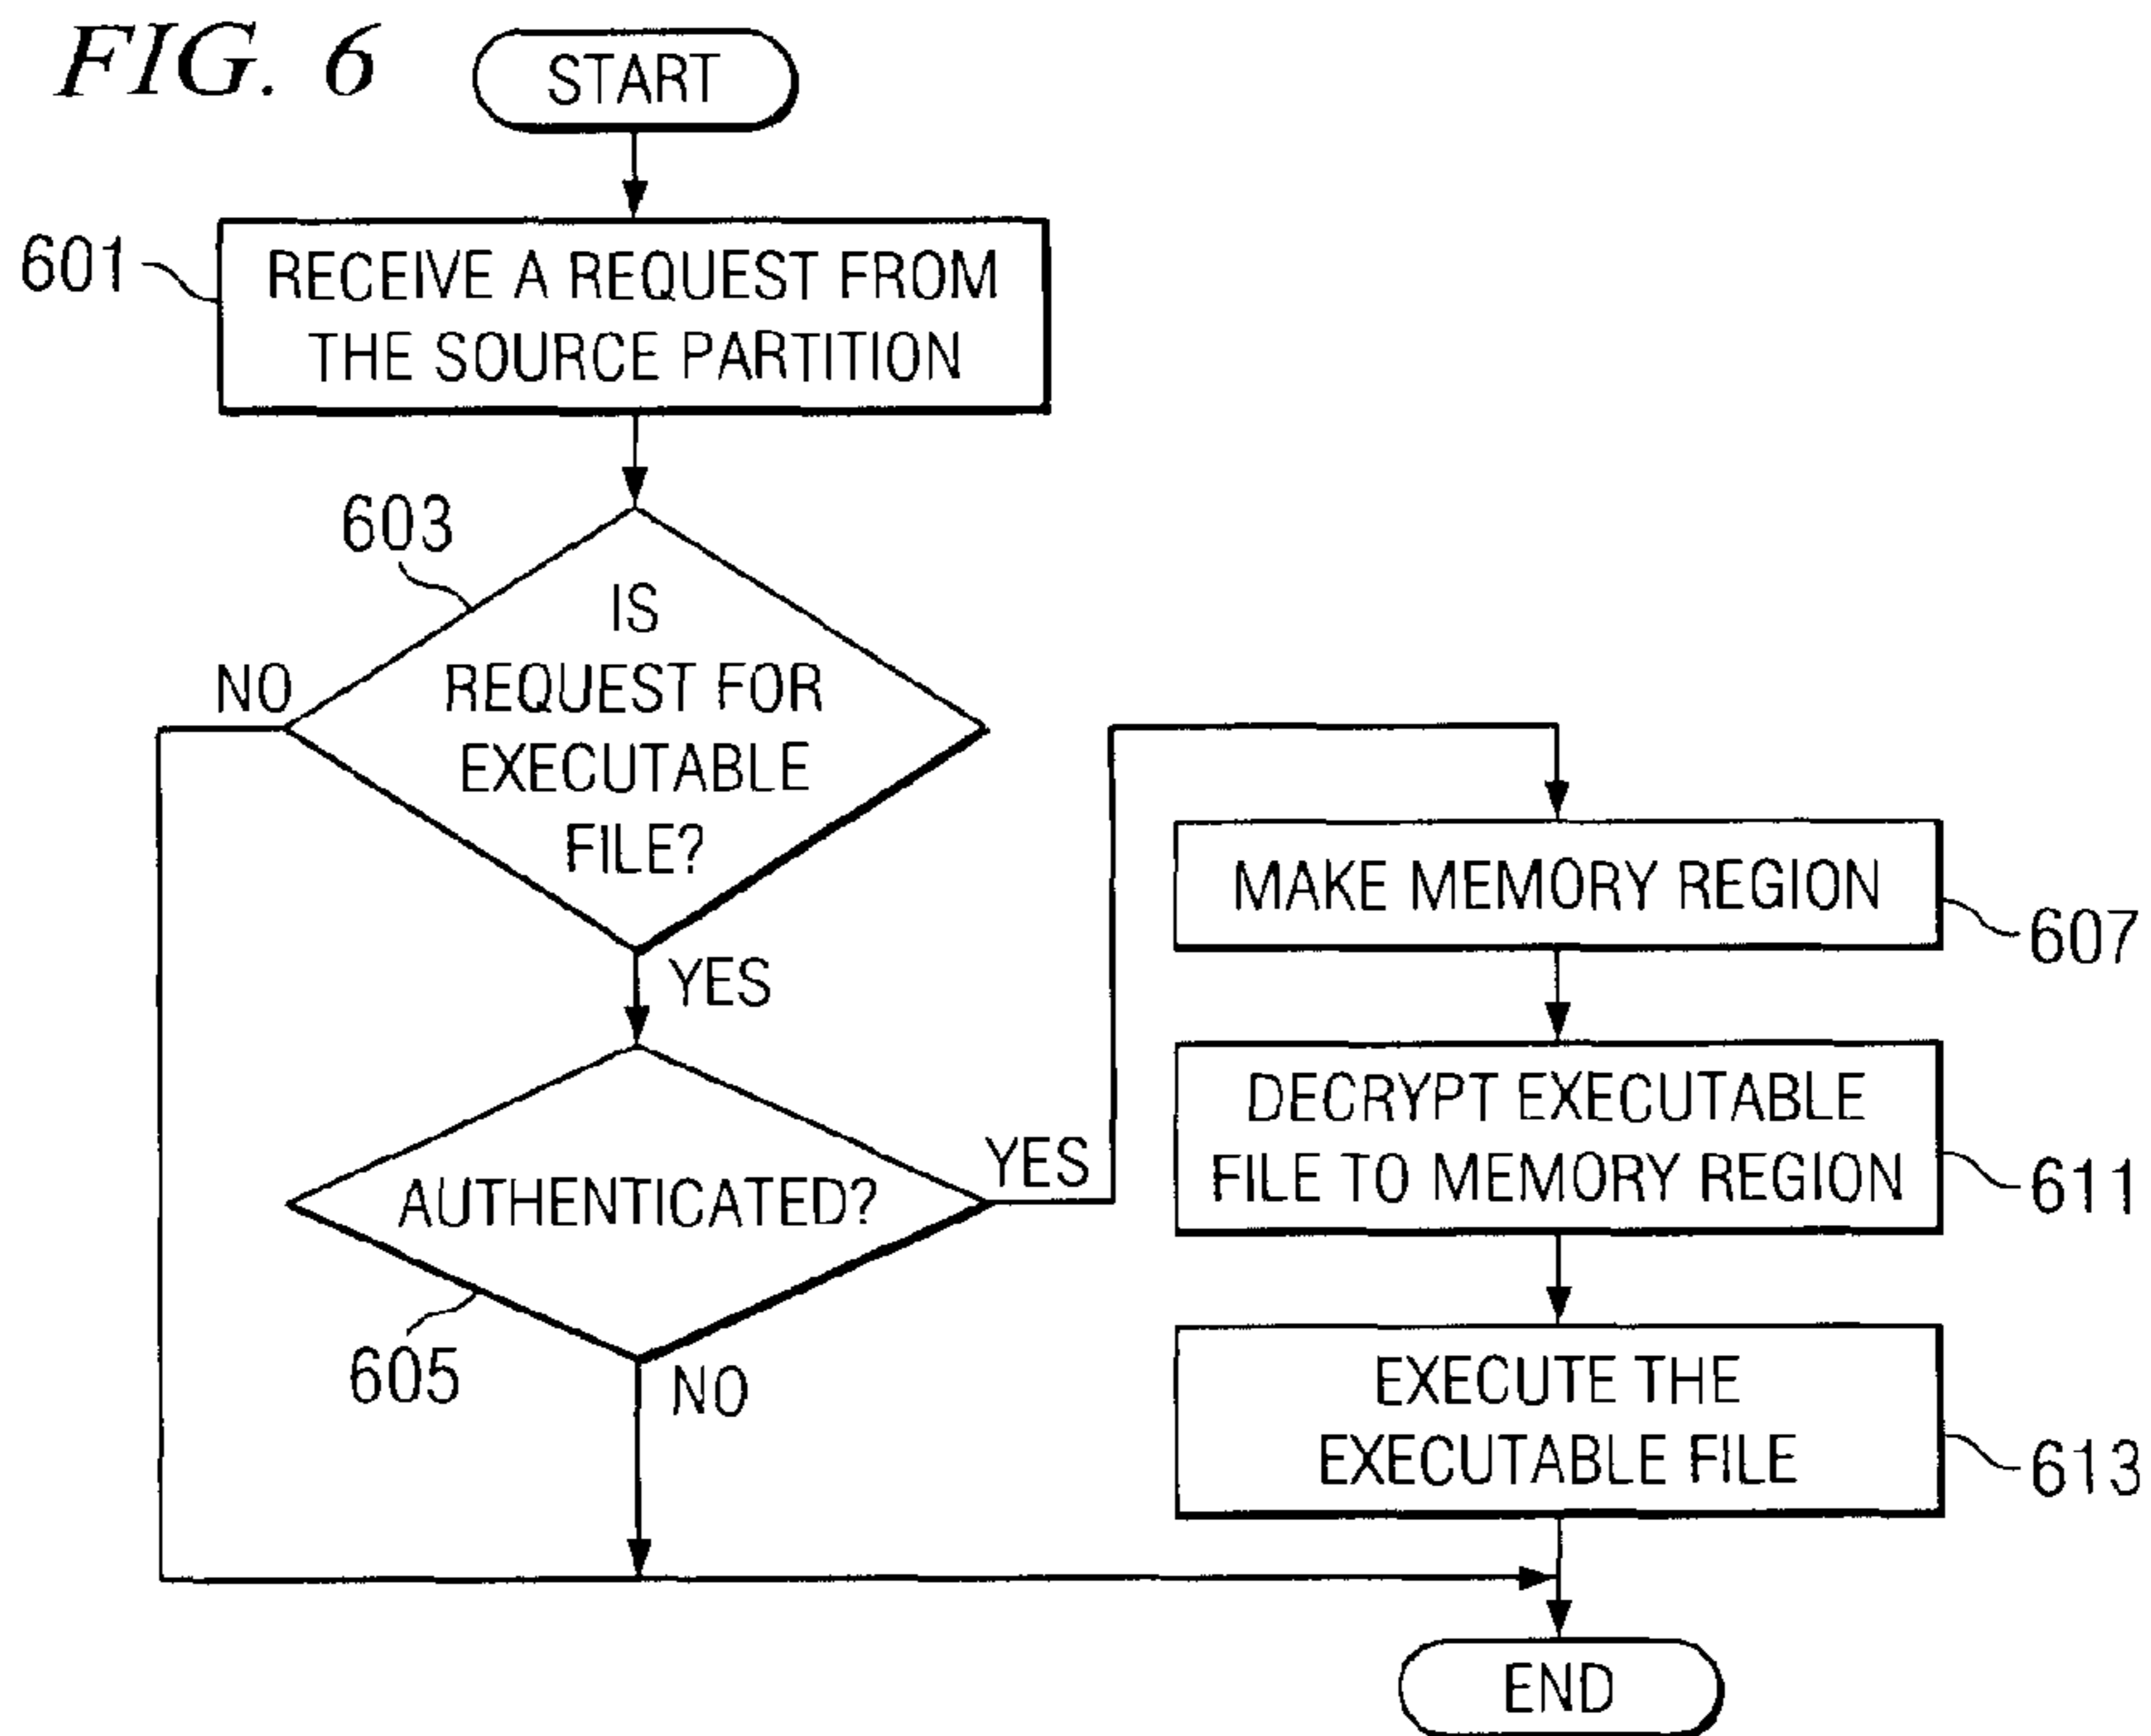 FIG. 6
START
601
RECEIVE A REQUEST FROM
THE SOURCE PARTITION
603
IS
REQUEST FOR
EXECUTABLE
FILE?
NO
YES
AUTHENTICATED?
605
YES
NO
MAKE MEMORY REGION
607
DECRYPT EXECUTABLE
FILE TO MEMORY REGION
611
EXECUTE THE
EXECUTABLE FILE
613
END